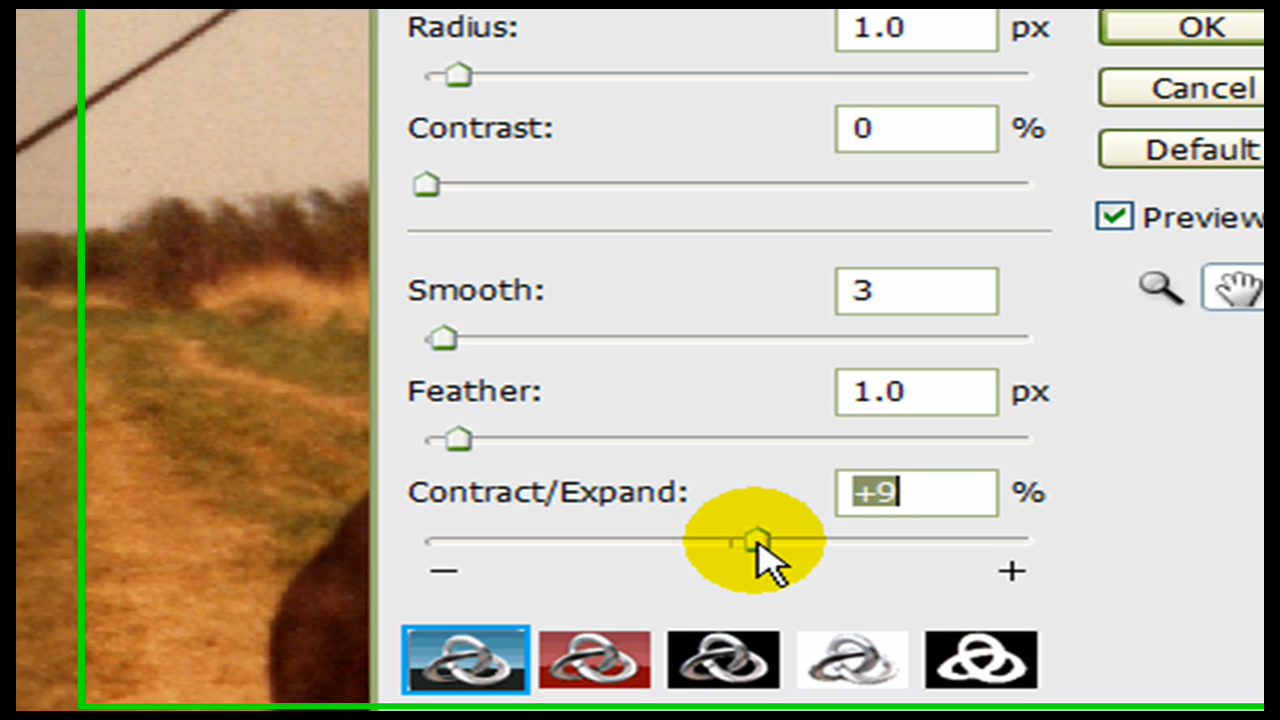 Radius: 1.0 px
OK
Cancel
Contrast: 0 %
Default
Preview
Smooth: 3
Feather: 1.0 px
Contract/Expand: +9 %
− +